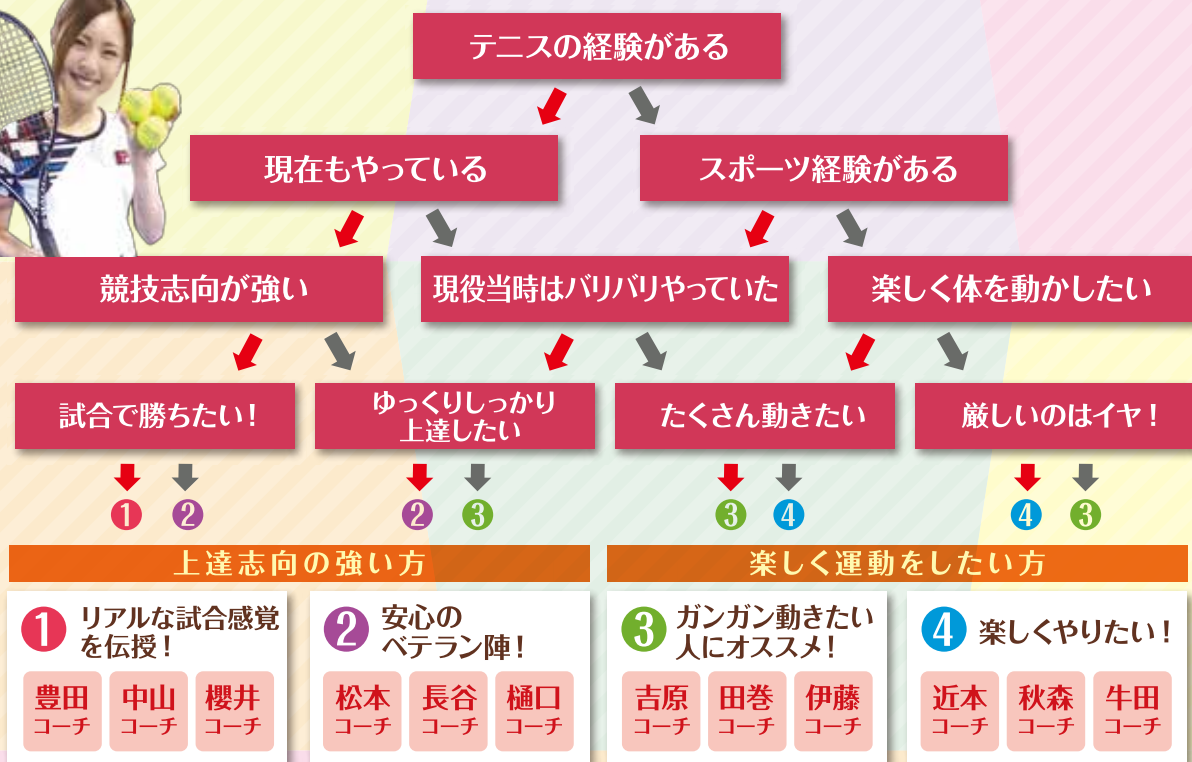 テニスの経験がある
現在もやっている
スポーツ経験がある
競技志向が強い
現役当時はバリバリやっていた
楽しく体を動かしたい
試合で勝ちたい！
ゆっくりしっかり
上達したい
たくさん動きたい
厳しいのはイヤ！
1 2
2 3
3 4
4 3
上達志向の強い方
楽しく運動をしたい方
1 リアルな試合感覚
を伝授！
豊田 中山 櫻井
コーチ コーチ コーチ
2 安心の
ベテラン陣！
松本 長谷 樋口
コーチ コーチ コーチ
3 ガンガン動きたい
人にオススメ！
吉原 田巻 伊藤
コーチ コーチ コーチ
4 楽しくやりたい！
近本 秋森 牛田
コーチ コーチ コーチ